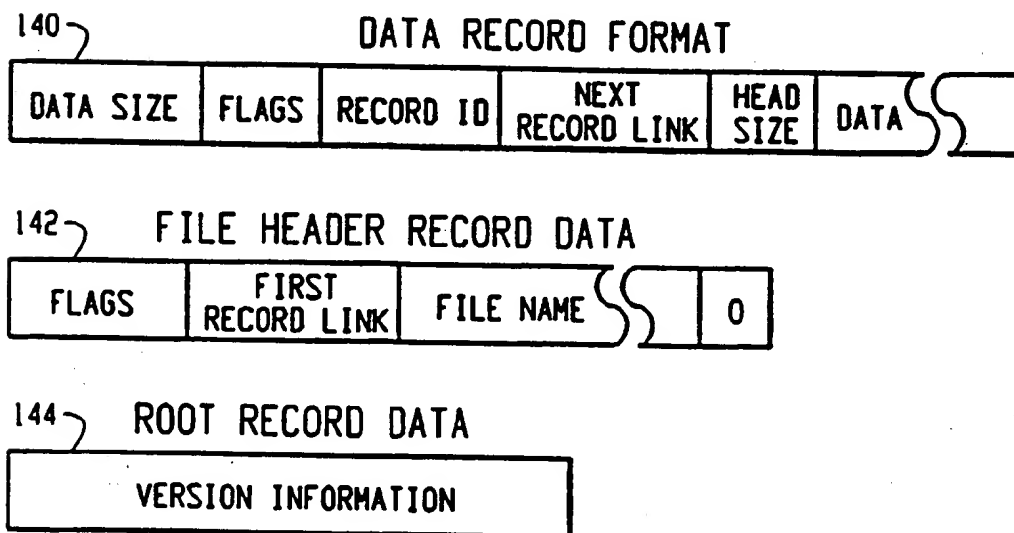 140
DATA RECORD FORMAT
DATA SIZE FLAGS RECORD ID NEXT RECORD LINK HEAD SIZE DATA
142
FILE HEADER RECORD DATA
FLAGS FIRST RECORD LINK FILE NAME 0
144
ROOT RECORD DATA
VERSION INFORMATION